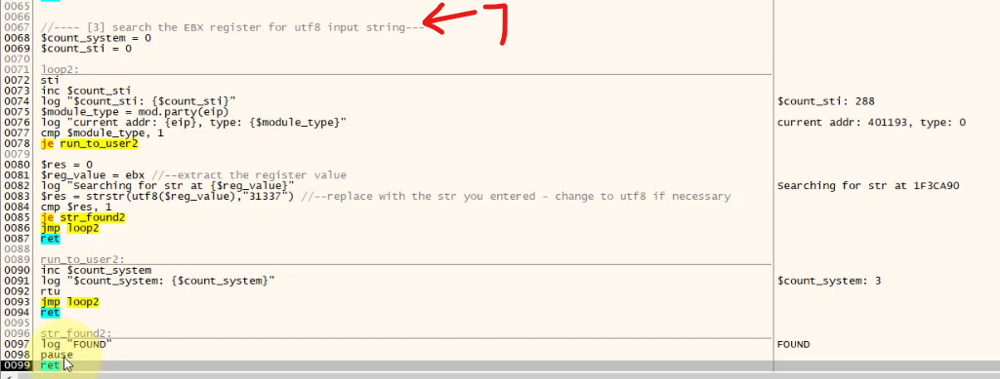 0065
0066
0067 //---- [3] search the EBX register for utf8 input string---
0068 $count_system = 0
0069 $count_sti = 0
0070
0071 loop2:
0072 sti
0073 inc $count_sti
0074 log "$count_sti: {$count_sti}" $count_sti: 288
0075 $module_type = mod.party(eip)
0076 log "current addr: {eip}, type: {$module_type}" current addr: 401193, type: 0
0077 cmp $module_type, 1
0078 je run_to_user2
0079
0080 $res = 0
0081 $reg_value = ebx //--extract the register value
0082 log "Searching for str at {$reg_value}" Searching for str at 1F3CA90
0083 $res = strstr(utf8($reg_value),"31337") //--replace with the str you entered - change to utf8 if necessary
0084 cmp $res, 1
0085 je str_found2
0086 jmp loop2
0087 ret
0088
0089 run_to_user2:
0090 inc $count_system
0091 log "$count_system: {$count_system}" $count_system: 3
0092 rtu
0093 jmp loop2
0094 ret
0095
0096 str_found2:
0097 log "FOUND" FOUND
0098 pause
0099 ret